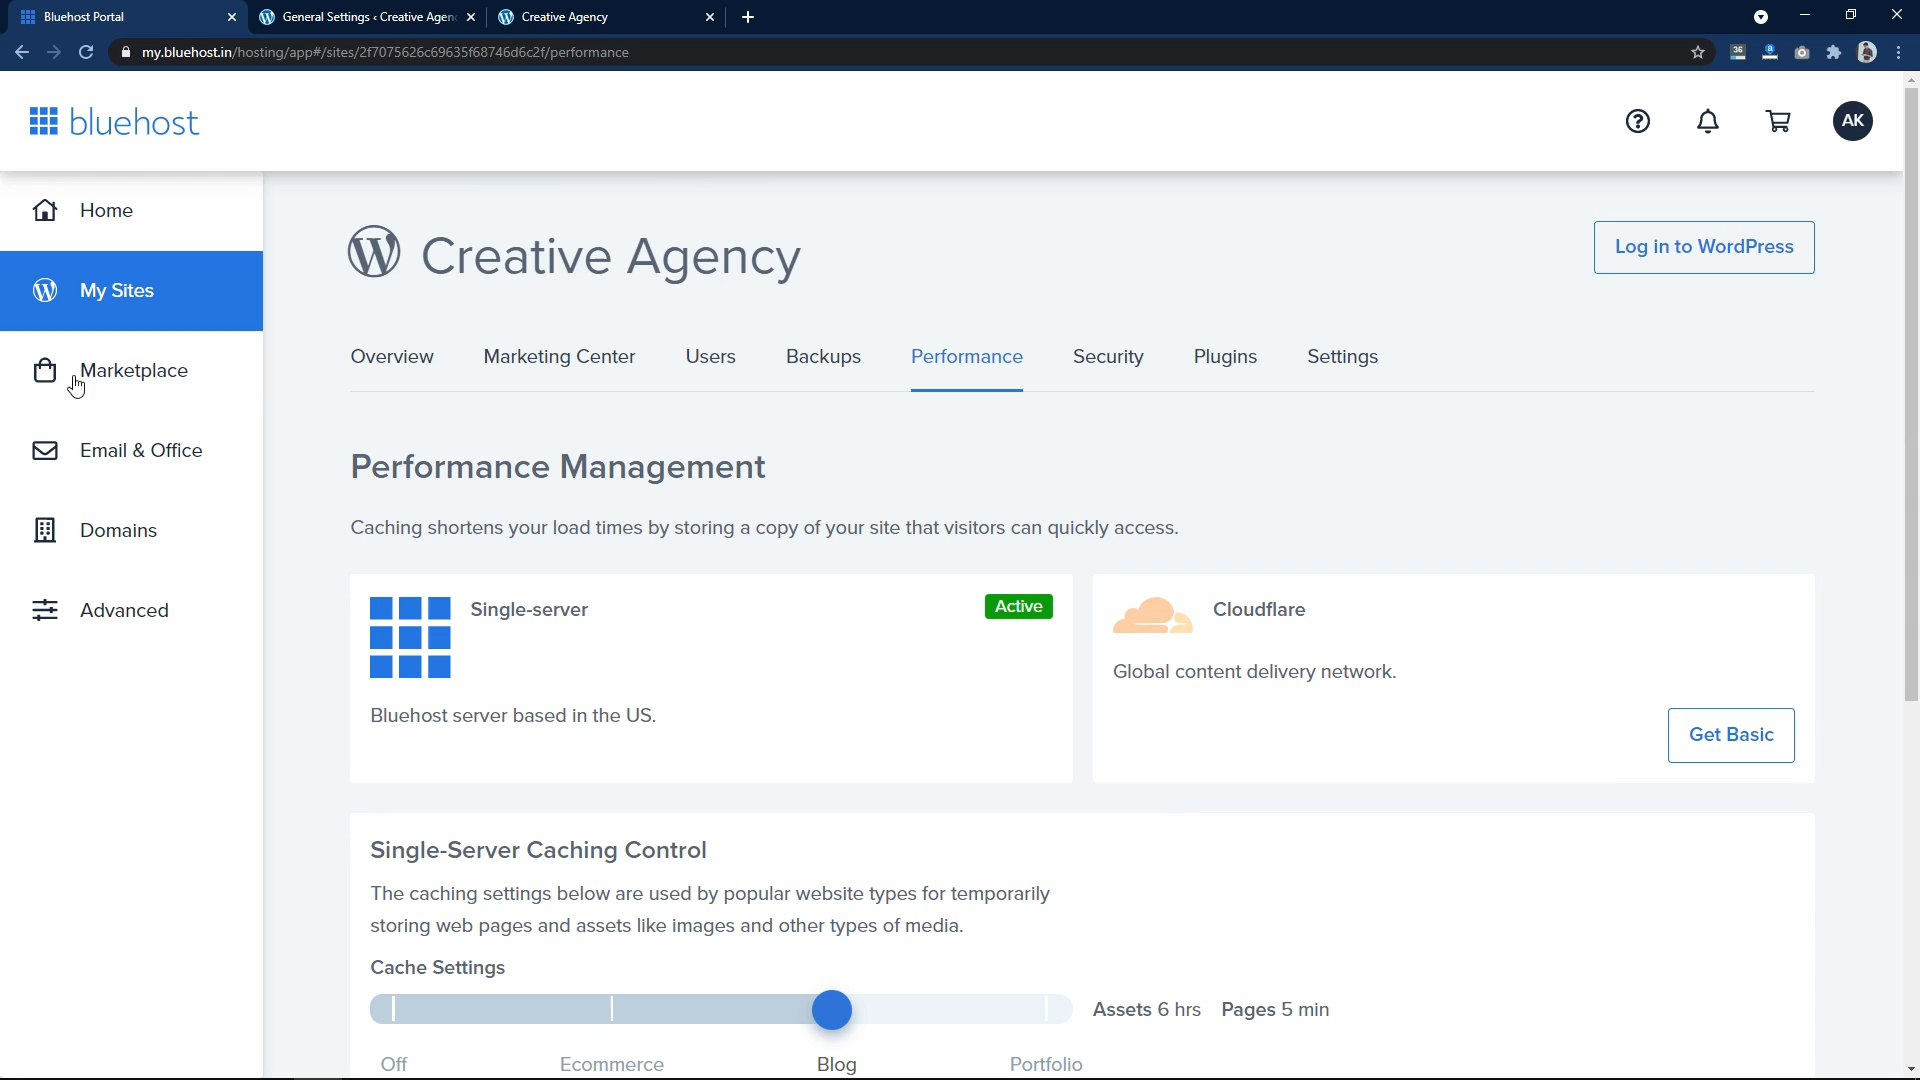 Bluehost Portal
General Settings ‹ Creative Agen
Creative Agency
my.bluehost.in/hosting/app#/sites/2f7075626c69635f68746d6c2f/performance
36
bluehost
AK
Home
My Sites
Marketplace
Email & Office
Domains
Advanced
Creative Agency
Log in to WordPress
Overview Marketing Center Users Backups Performance Security Plugins Settings
Performance Management
Caching shortens your load times by storing a copy of your site that visitors can quickly access.
Single-server
Active
Bluehost server based in the US.
Cloudflare
Global content delivery network.
Get Basic
Single-Server Caching Control
The caching settings below are used by popular website types for temporarily
storing web pages and assets like images and other types of media.
Cache Settings
Assets 6 hrs Pages 5 min
Off Ecommerce Blog Portfolio